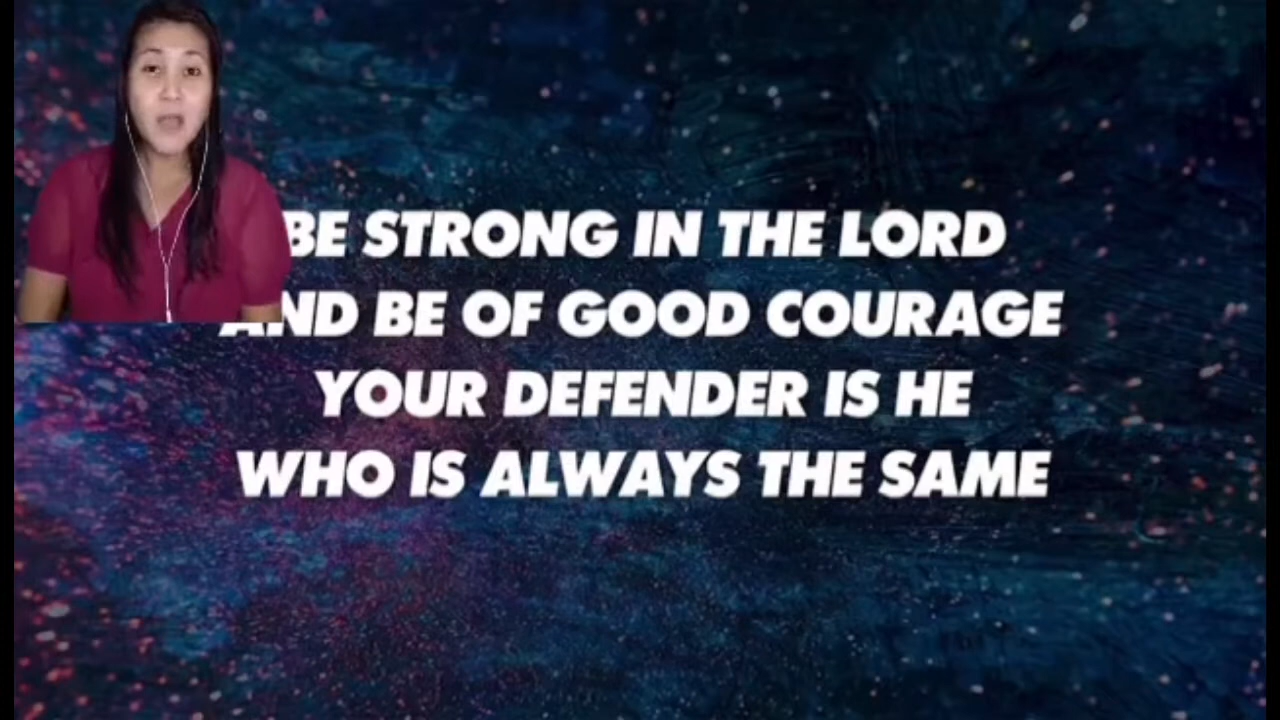 BE STRONG IN THE LORD
AND BE OF GOOD COURAGE
YOUR DEFENDER IS HE
WHO IS ALWAYS THE SAME